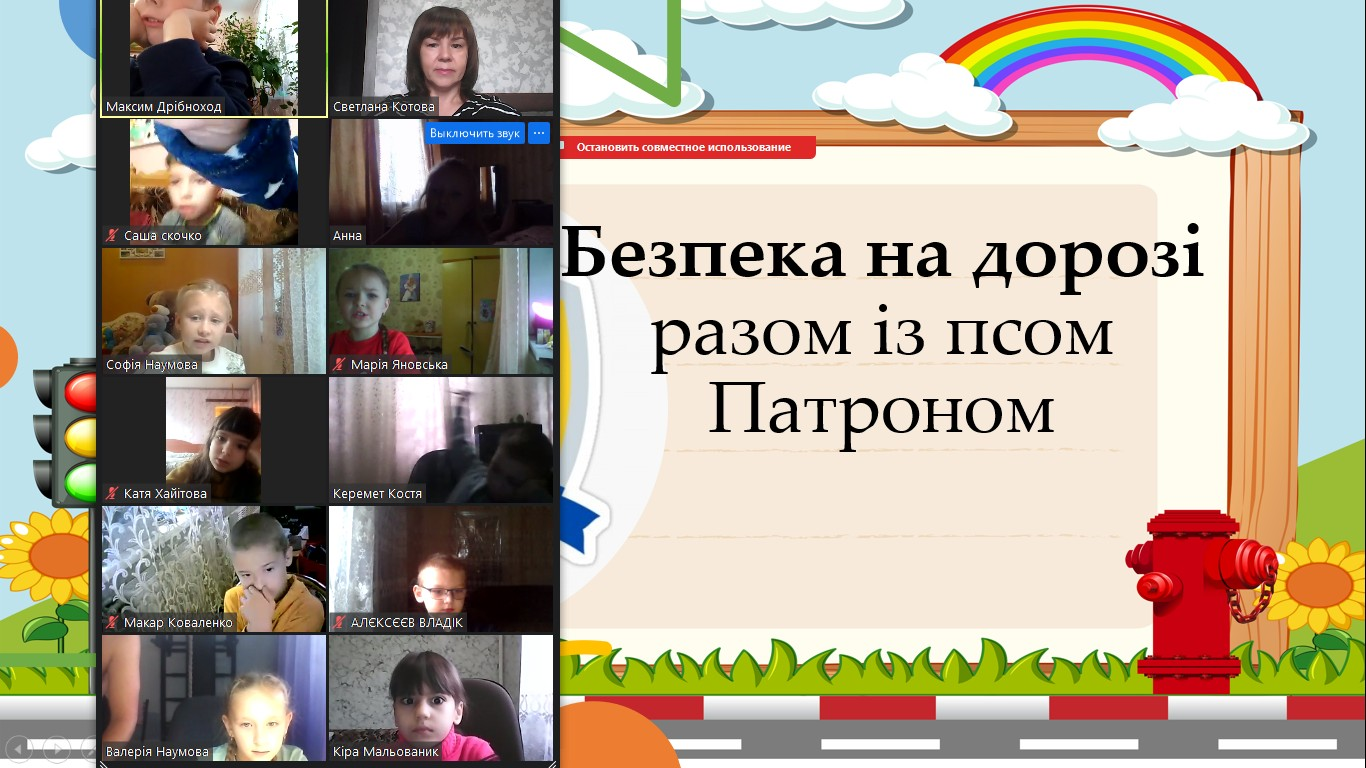 Максим Дрібноход
Светлана Котова
Саша скочко
Выключить звук
...
Анна
Софія Наумова
Марія Яновська
Катя Хайітова
Керемет Костя
Макар Коваленко
АЛЄКСЄЄВ ВЛАДІК
Валерія Наумова
Кіра Мальованик
Остановить совместное использование
Безпека на дорозі
разом із псом
Патроном